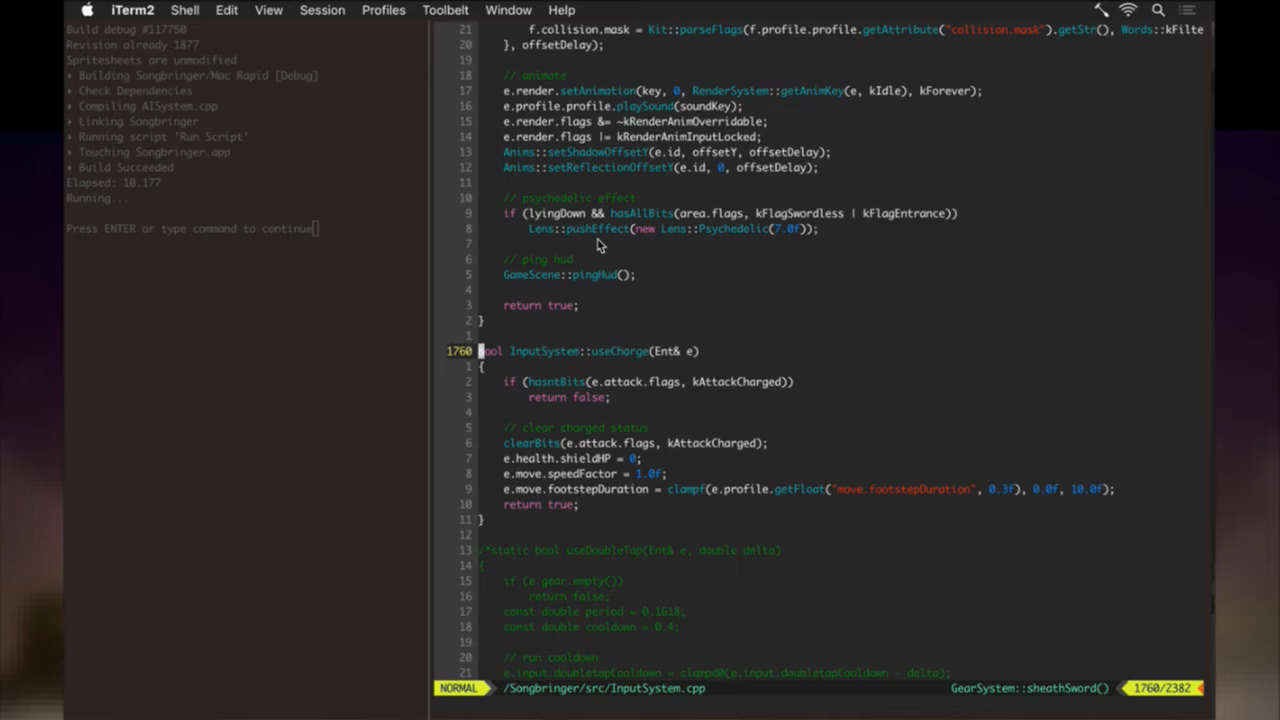 iTerm2 Shell Edit View Session Profiles Toolbelt Window Help
Build debug #117750
Revision already 1877
Spritesheets are unmodified
Building Songbringer/Mac Rapid [Debug]
Check Dependencies
Compiling AISystem.cpp
Linking Songbringer
Running script 'Run Script'
Touching Songbringer.app
Build Succeeded
Elapsed: 10.177
Running...
Press ENTER or type command to continue
21 f.collision.mask = Kit::parseFlags(f.profile.profile.getAttribute("collision.mask").getStr(), Words::kFilte
20 }, offsetDelay);
19
18 // animate
17 e.render.setAnimation(key, 0, RenderSystem::getAnimKey(e, kIdle), kForever);
16 e.profile.profile.playSound(soundKey);
15 e.render.flags &= ~kRenderAnimOverridable;
14 e.render.flags |= kRenderAnimInputLocked;
13 Anims::setShadowOffsetY(e.id, offsetY, offsetDelay);
12 Anims::setReflectionOffsetY(e.id, 0, offsetDelay);
11
10 // psychedelic effect
9 if (lyingDown && hasAllBits(area.flags, kFlagSwordless | kFlagEntrance))
8 Lens::pushEffect(new Lens::Psychedelic(7.0f));
7
6 // ping hud
5 GameScene::pingHud();
4
3 return true;
2 }
1
1760 bool InputSystem::useCharge(Ent& e)
1 {
2 if (hasntBits(e.attack.flags, kAttackCharged))
3 return false;
4
5 // clear charged status
6 clearBits(e.attack.flags, kAttackCharged);
7 e.health.shieldHP = 0;
8 e.move.speedFactor = 1.0f;
9 e.move.footstepDuration = clampf(e.profile.getFloat("move.footstepDuration", 0.3f), 0.0f, 10.0f);
10 return true;
11 }
12
13 /*static bool useDoubleTap(Ent& e, double delta)
14 {
15 if (e.gear.empty())
16 return false;
17 const double period = 0.1618;
18 const double cooldown = 0.4;
19
20 // run cooldown
21 e.input.doubletapCooldown = clampd0(e.input.doubletapCooldown - delta);
NORMAL /Songbringer/src/InputSystem.cpp GearSystem::sheathSword() 1760/2382